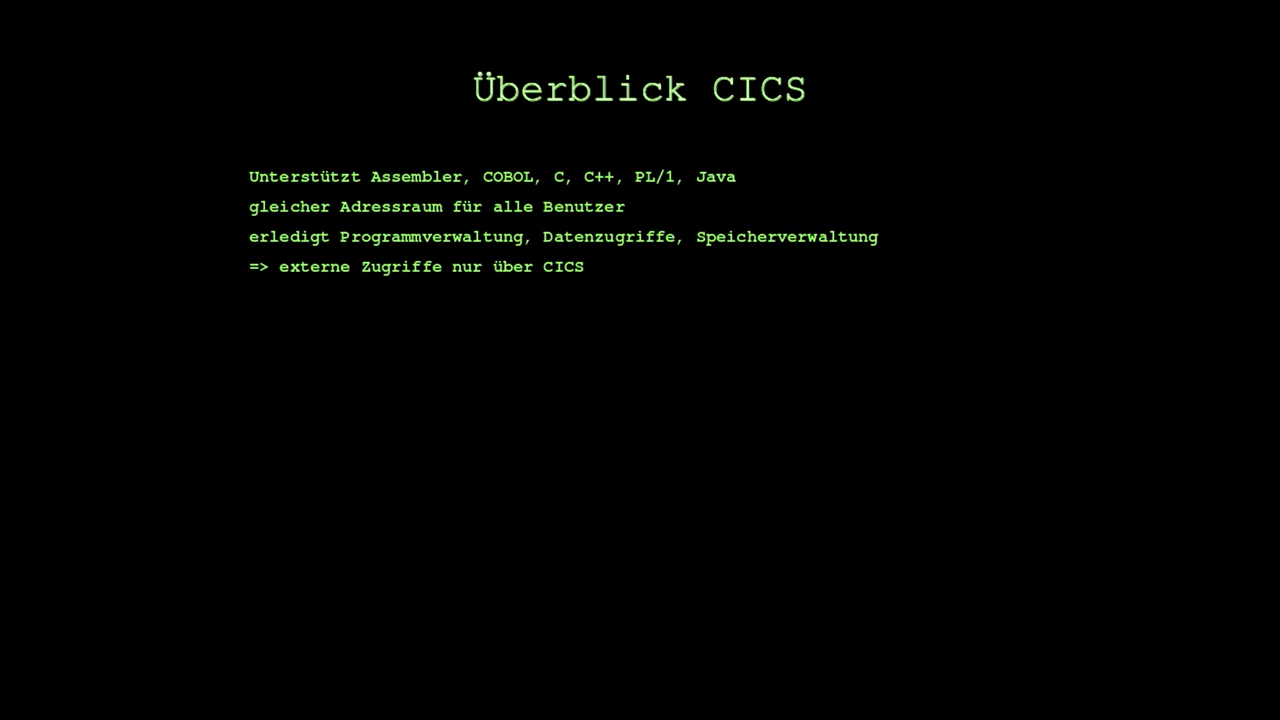 Überblick CICS
Unterstützt Assembler, COBOL, C, C++, PL/1, Java
gleicher Adressraum für alle Benutzer
erledigt Programmverwaltung, Datenzugriffe, Speicherverwaltung
=> externe Zugriffe nur über CICS